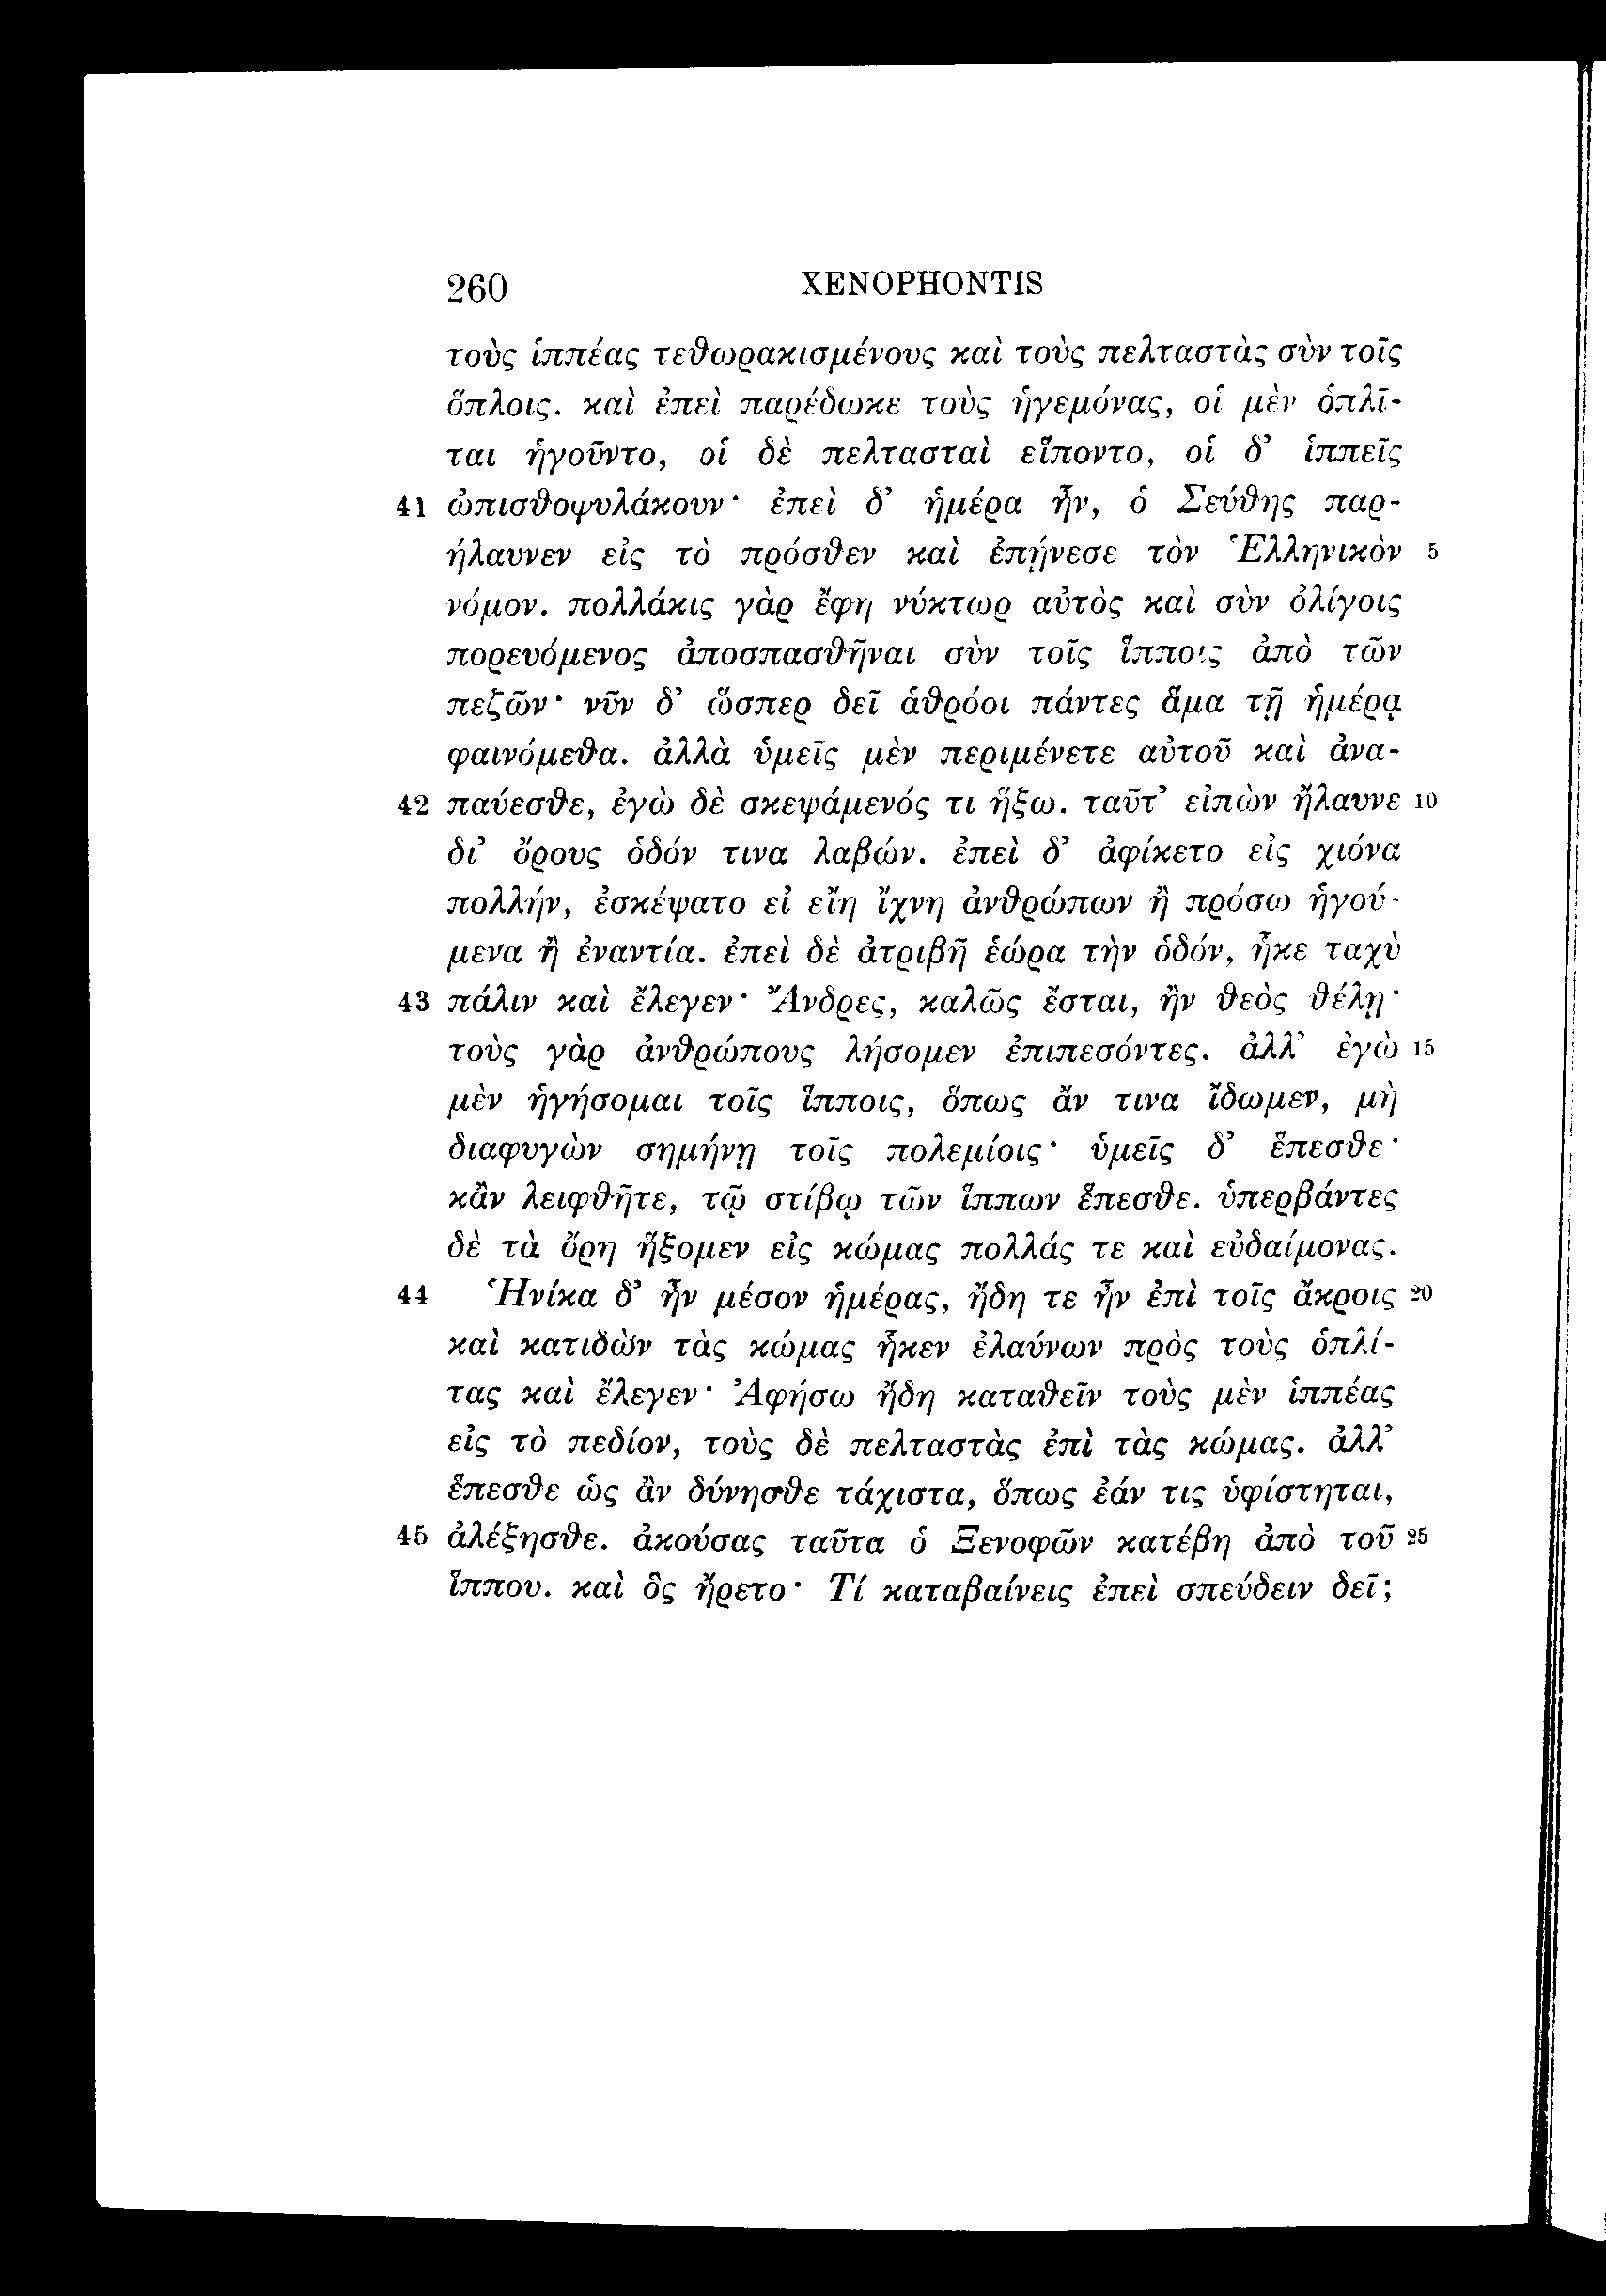 260 XENOPHONTIS
τοὺς ἱππέας τεθωρακισμένους καὶ τοὺς πελταστὰς σὺν τοῖς
ὅπλοις. καὶ ἐπεὶ παρέδωκε τοὺς ἡγεμόνας, οἱ μὲν ὁπλῖ-
ται ἡγοῦντο, οἱ δὲ πελτασταὶ εἵποντο, οἱ δ’ ἱππεῖς
41 ὠπισθοφυλάκουν· ἐπεὶ δ’ ἡμέρα ἦν, ὁ Σεύθης παρ-
ήλαυνεν εἰς τὸ πρόσθεν καὶ ἐπῄνεσε τὸν Ἑλληνικὸν 5
νόμον. πολλάκις γὰρ ἔφη νύκτωρ αὐτὸς καὶ σὺν ὀλίγοις
πορευόμενος ἀποσπασθῆναι σὺν τοῖς ἵπποις ἀπὸ τῶν
πεζῶν· νῦν δ’ ὥσπερ δεῖ ἁθρόοι πάντες ἅμα τῇ ἡμέρᾳ
φαινόμεθα. ἀλλὰ ὑμεῖς μὲν περιμένετε αὐτοῦ καὶ ἀνα-
42 παύεσθε, ἐγὼ δὲ σκεψάμενός τι ἥξω. ταῦτ’ εἰπὼν ἤλαυνε 10
δι’ ὄρους ὁδόν τινα λαβών. ἐπεὶ δ’ ἀφίκετο εἰς χιόνα
πολλήν, ἐσκέψατο εἰ εἴη ἴχνη ἀνθρώπων ἢ πρόσω ἡγού-
μενα ἢ ἐναντία. ἐπεὶ δὲ ἀτριβῆ ἑώρα τὴν ὁδόν, ἧκε ταχὺ
43 πάλιν καὶ ἔλεγεν· Ἄνδρες, καλῶς ἔσται, ἢν θεὸς θέλῃ·
τοὺς γὰρ ἀνθρώπους λήσομεν ἐπιπεσόντες. ἀλλ’ ἐγὼ 15
μὲν ἡγήσομαι τοῖς ἵπποις, ὅπως ἄν τινα ἴδωμεν, μὴ
διαφυγὼν σημήνῃ τοῖς πολεμίοις· ὑμεῖς δ’ ἕπεσθε·
κἂν λειφθῆτε, τῷ στίβῳ τῶν ἵππων ἕπεσθε. ὑπερβάντες
δὲ τὰ ὄρη ἥξομεν εἰς κώμας πολλάς τε καὶ εὐδαίμονας.
44 Ἡνίκα δ’ ἦν μέσον ἡμέρας, ἤδη τε ἦν ἐπὶ τοῖς ἄκροις 20
καὶ κατιδὼν τὰς κώμας ἧκεν ἐλαύνων πρὸς τοὺς ὁπλί-
τας καὶ ἔλεγεν· Ἀφήσω ἤδη καταθεῖν τοὺς μὲν ἱππέας
εἰς τὸ πεδίον, τοὺς δὲ πελταστὰς ἐπὶ τὰς κώμας. ἀλλ’
ἕπεσθε ὡς ἂν δύνησθε τάχιστα, ὅπως ἐάν τις ὑφίστηται,
45 ἀλέξησθε. ἀκούσας ταῦτα ὁ Ξενοφῶν κατέβη ἀπὸ τοῦ 25
ἵππου. καὶ ὃς ἤρετο· Τί καταβαίνεις ἐπεὶ σπεύδειν δεῖ;